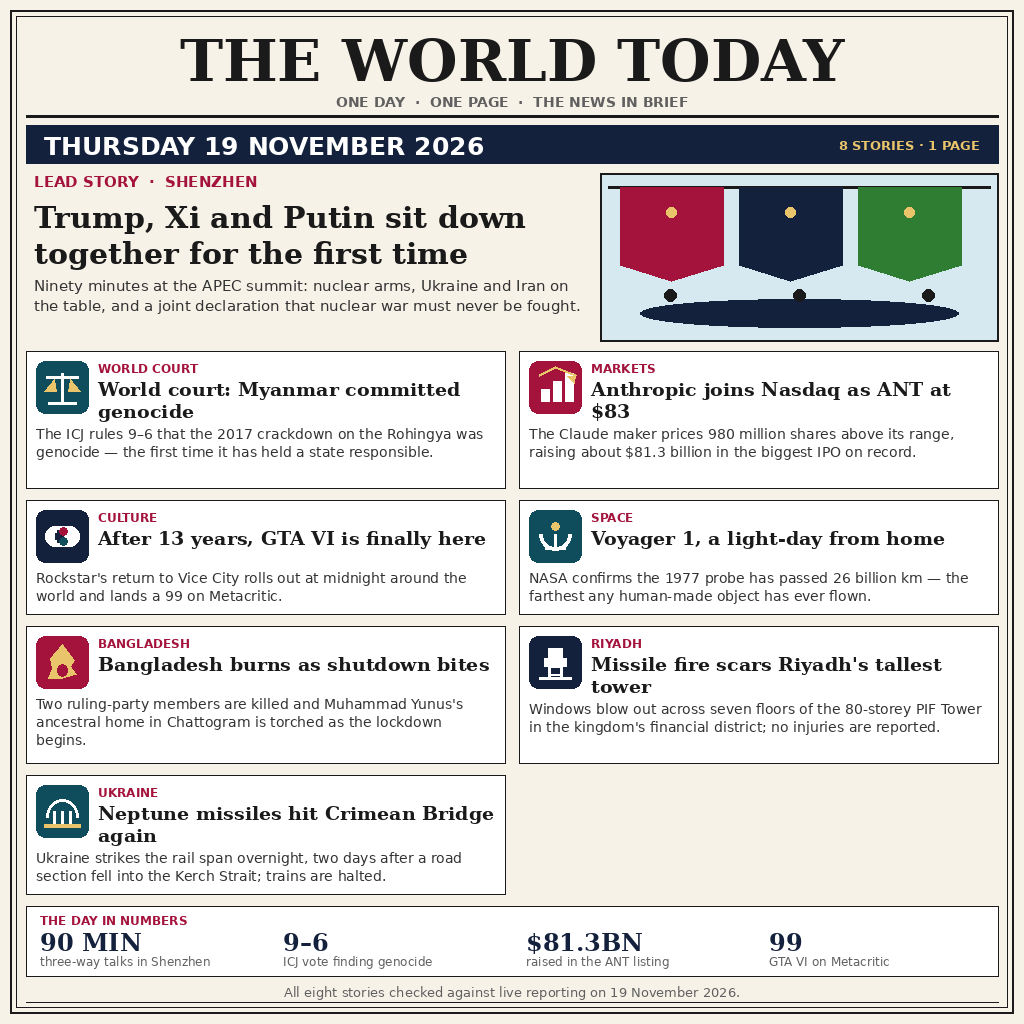 THE WORLD TODAY
ONE DAY · ONE PAGE · THE NEWS IN BRIEF
THURSDAY 19 NOVEMBER 2026
8 STORIES · 1 PAGE
LEAD STORY · SHENZHEN
Trump, Xi and Putin sit down
together for the first time
Ninety minutes at the APEC summit: nuclear arms, Ukraine and Iran on
the table, and a joint declaration that nuclear war must never be fought.
WORLD COURT
World court: Myanmar committed
genocide
The ICJ rules 9–6 that the 2017 crackdown on the Rohingya was
genocide — the first time it has held a state responsible.
MARKETS
Anthropic joins Nasdaq as ANT at
$83
The Claude maker prices 980 million shares above its range,
raising about $81.3 billion in the biggest IPO on record.
CULTURE
After 13 years, GTA VI is finally here
Rockstar's return to Vice City rolls out at midnight around the
world and lands a 99 on Metacritic.
SPACE
Voyager 1, a light-day from home
NASA confirms the 1977 probe has passed 26 billion km — the
farthest any human-made object has ever flown.
BANGLADESH
Bangladesh burns as shutdown bites
Two ruling-party members are killed and Muhammad Yunus's
ancestral home in Chattogram is torched as the lockdown
begins.
RIYADH
Missile fire scars Riyadh's tallest
tower
Windows blow out across seven floors of the 80-storey PIF Tower
in the kingdom's financial district; no injuries are reported.
UKRAINE
Neptune missiles hit Crimean Bridge
again
Ukraine strikes the rail span overnight, two days after a road
section fell into the Kerch Strait; trains are halted.
THE DAY IN NUMBERS
90 MIN
three-way talks in Shenzhen
9–6
ICJ vote finding genocide
$81.3BN
raised in the ANT listing
99
GTA VI on Metacritic
All eight stories checked against live reporting on 19 November 2026.